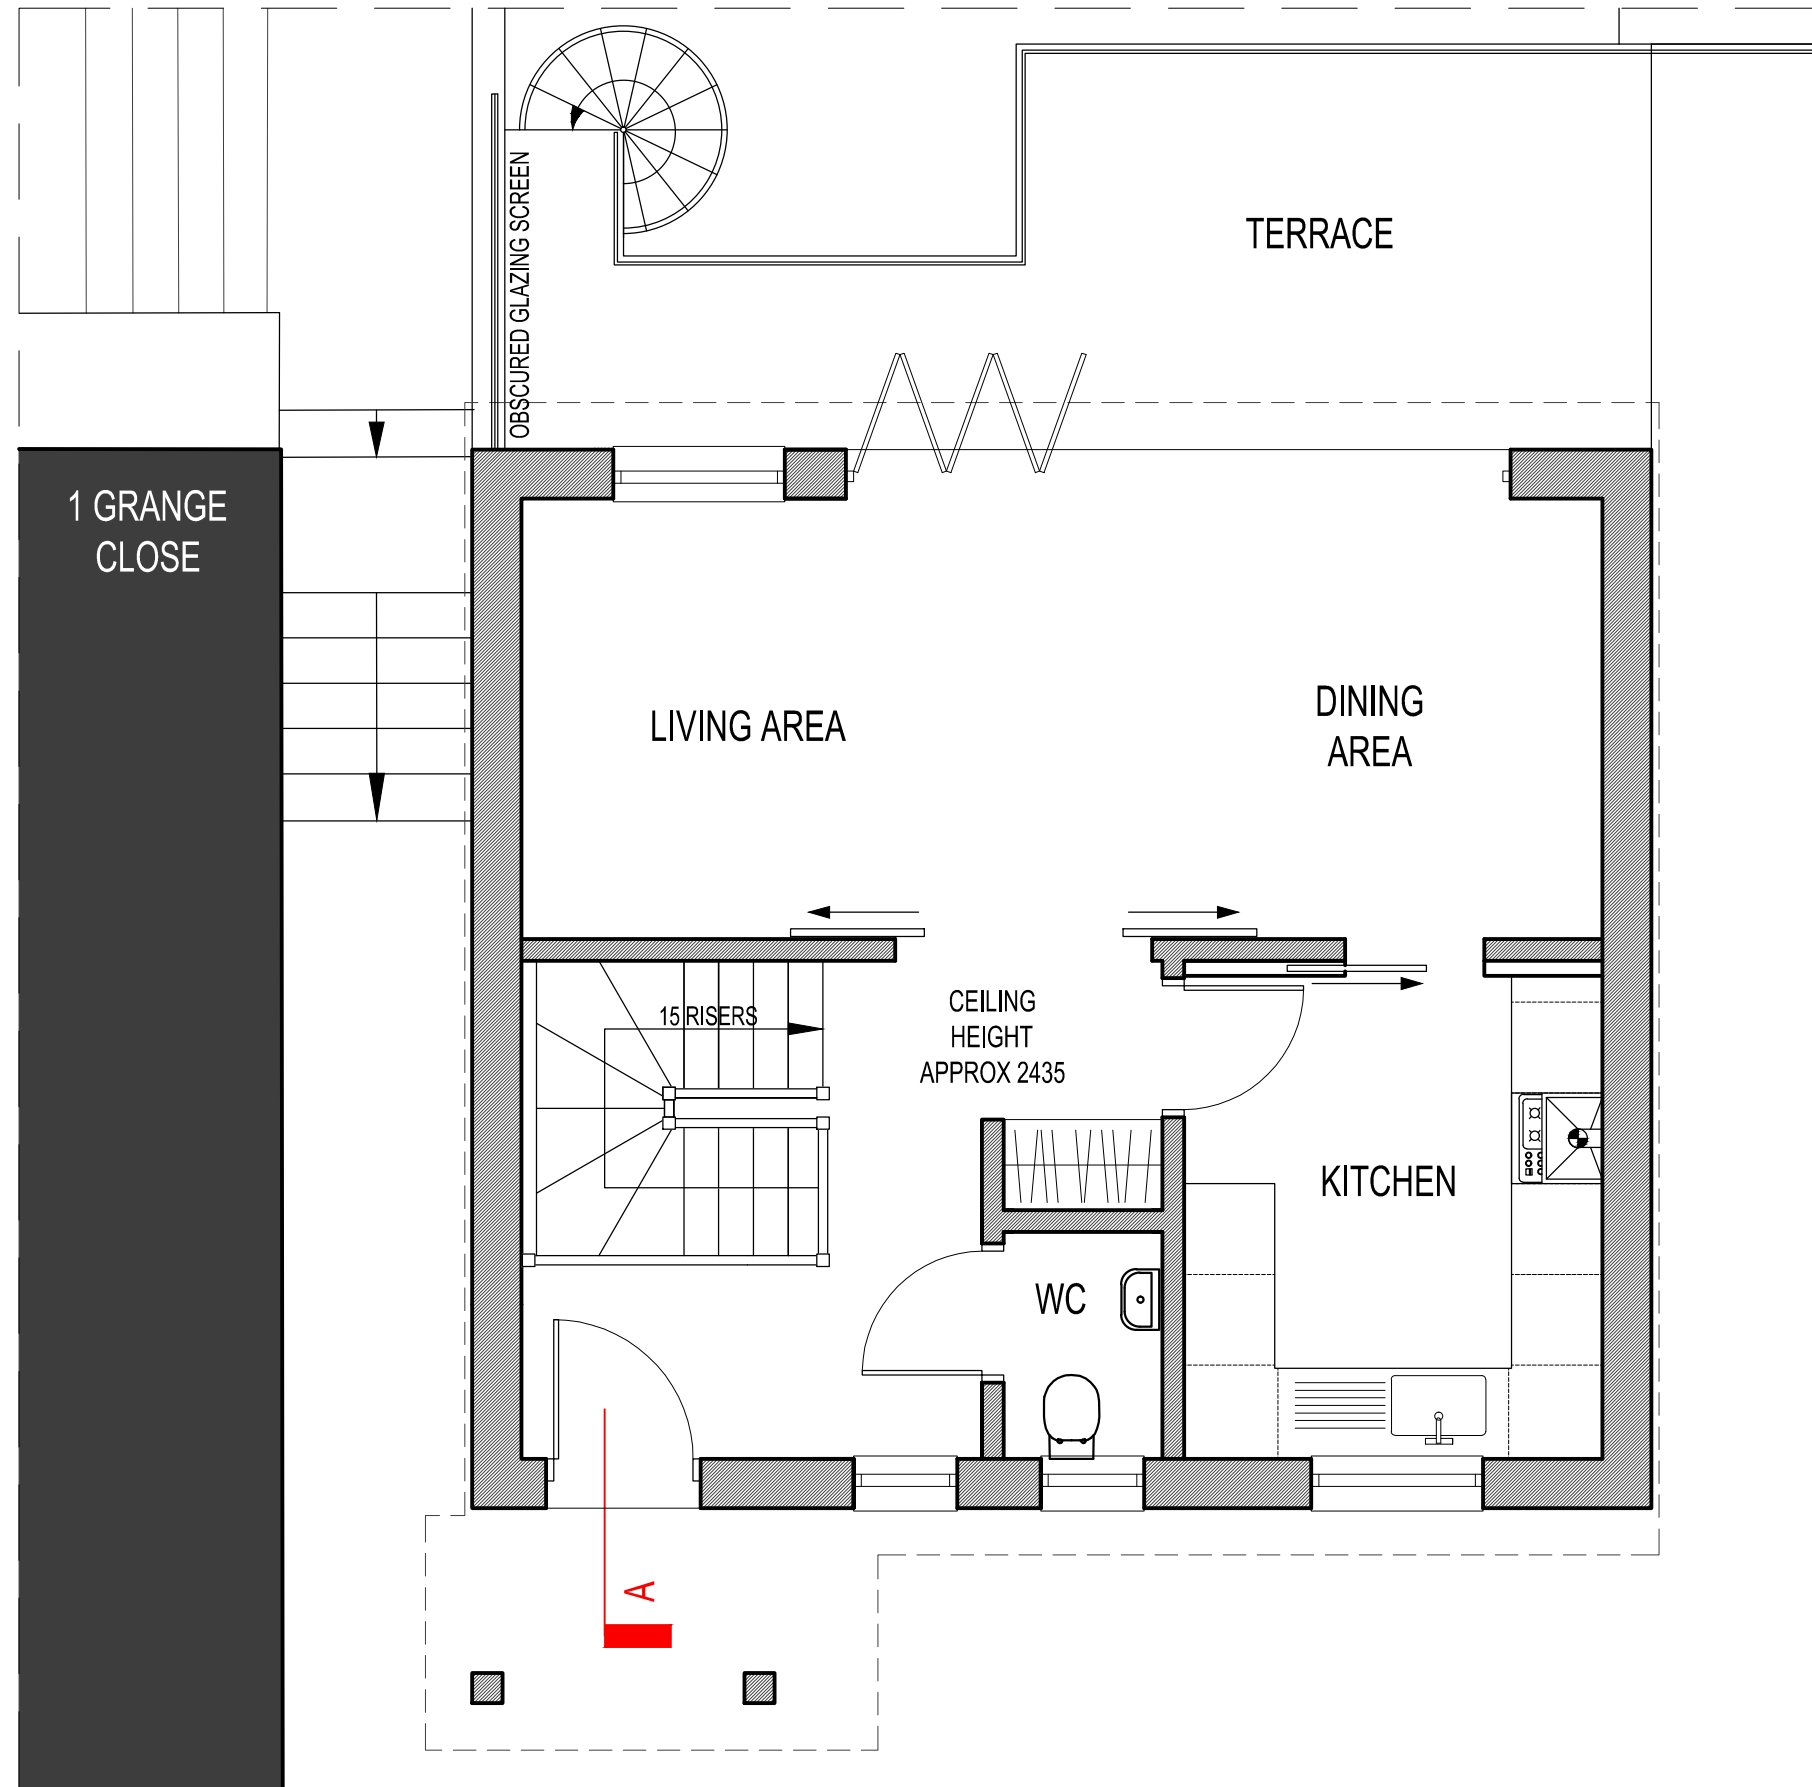 TERRACE
OBSCURED GLAZING SCREEN
1 GRANGE
CLOSE
LIVING AREA
DINING
AREA
15 RISERS
CEILING
HEIGHT
APPROX 2435
KITCHEN
WC
A